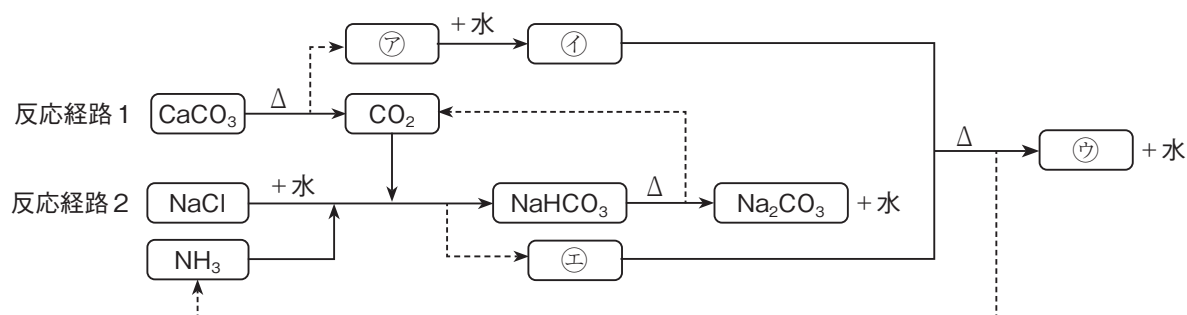 ㋐ +水 ㋑
反応経路1 CaCO₃ Δ CO₂ Δ ㋒ +水
反応経路2 NaCl +水 NaHCO₃ Δ Na₂CO₃ +水
NH₃ ㋓